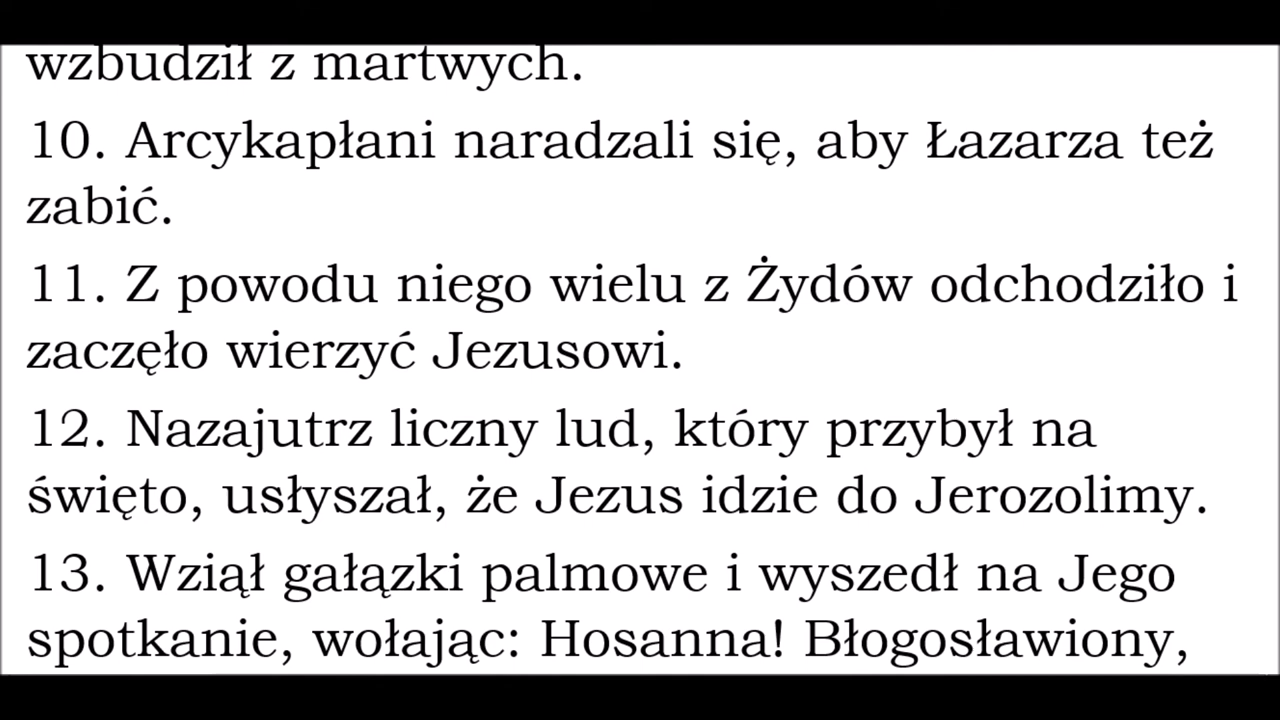 wzbudził z martwych.
10. Arcykapłani naradzali się, aby Łazarza też
zabić.
11. Z powodu niego wielu z Żydów odchodziło i
zaczęło wierzyć Jezusowi.
12. Nazajutrz liczny lud, który przybył na
święto, usłyszał, że Jezus idzie do Jerozolimy.
13. Wziął gałązki palmowe i wyszedł na Jego
spotkanie, wołając: Hosanna! Błogosławiony,